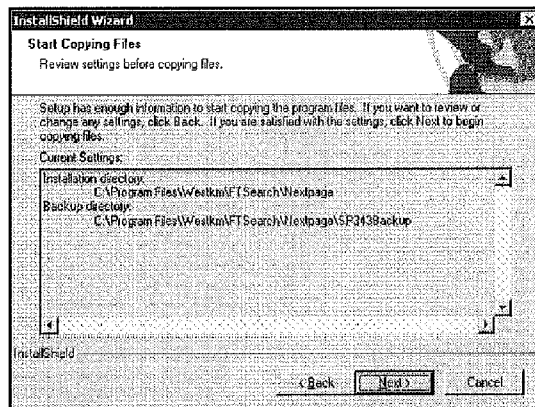 InstallShield Wizard
Start Copying Files
Review settings before copying files.
Setup has enough information to start copying the program files. If you want to review or
change any settings, click Back. If you are satisfied with the settings, click Next to begin
copying files.
Current Settings:
Installation directory:
C:\Program Files\Westkm\FTSearch\Nextpage
Backup directory:
C:\Program Files\Westkm\FTSearch\Nextpage\SP343Backup
InstallShield
< Back
Next >
Cancel